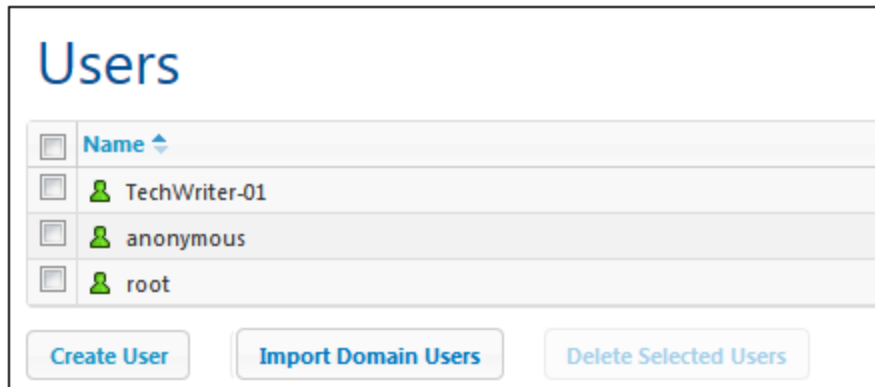 Users
Name
TechWriter-01
anonymous
root
Create User Import Domain Users Delete Selected Users